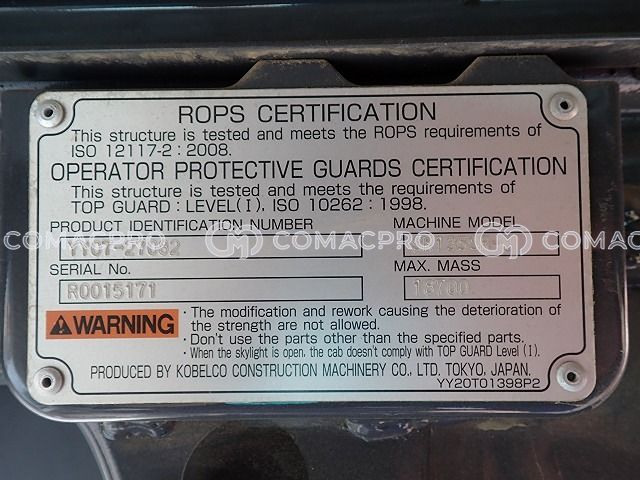 ROPS CERTIFICATION
This structure is tested and meets the ROPS requirements of
ISO 12117-2 : 2008.
OPERATOR PROTECTIVE GUARDS CERTIFICATION
This structure is tested and meets the requirements of
TOP GUARD : LEVEL(I). ISO 10262 : 1998.
PRODUCT IDENTIFICATION NUMBER MACHINE MODEL
COMACPRO COMACPRO
SERIAL No. MAX. MASS
R0015171
WARNING
· The modification and rework causing the deterioration of
the strength are not allowed.
· Don't use the parts other than the specified parts.
· When the skylight is open, the cab doesn't comply with TOP GUARD Level (I).
PRODUCED BY KOBELCO CONSTRUCTION MACHINERY CO., LTD. TOKYO, JAPAN.
YY20T01398P2